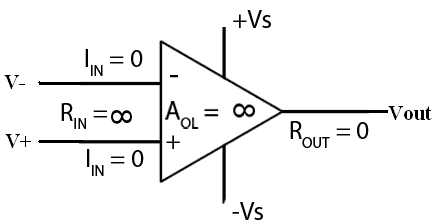 +Vs
I_IN = 0
V-
-
R_IN = ∞
A_OL = ∞
Vout
V+
+
R_OUT = 0
I_IN = 0
-Vs